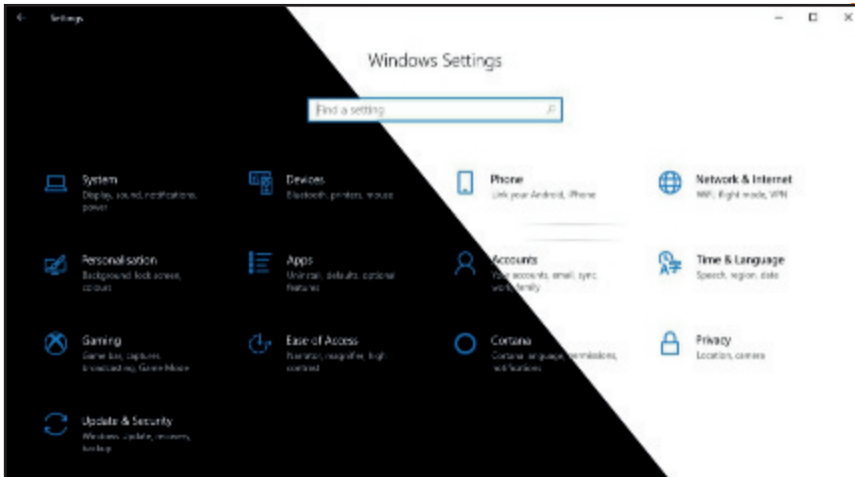 Settings
Windows Settings
Find a setting
System
Display, sound, notifications,
power
Devices
Bluetooth, printers, mouse
Phone
Link your Android, iPhone
Network & Internet
WiFi, flight mode, VPN
Personalisation
Background, lock screen,
colours
Apps
Uninstall, defaults, optional
features
Accounts
Your accounts, email, sync,
work, family
Time & Language
Speech, region, date
Gaming
Game bar, captures,
broadcasting, Game Mode
Ease of Access
Narrator, magnifier, high
contrast
Cortana
Cortana language, permissions,
notifications
Privacy
Location, camera
Update & Security
Windows Update, recovery,
backup